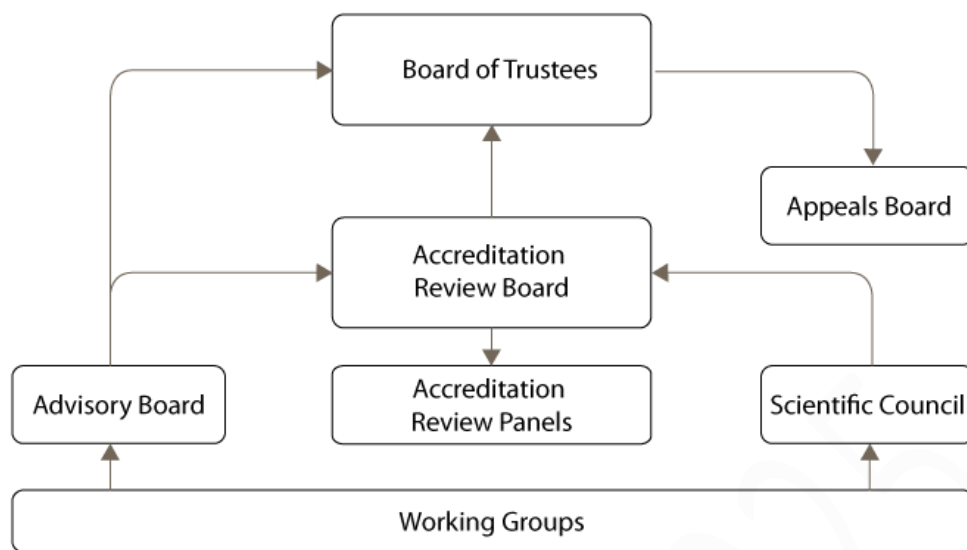 Board of Trustees
Appeals Board
Accreditation
Review Board
Advisory Board
Accreditation
Review Panels
Scientific Council
Working Groups